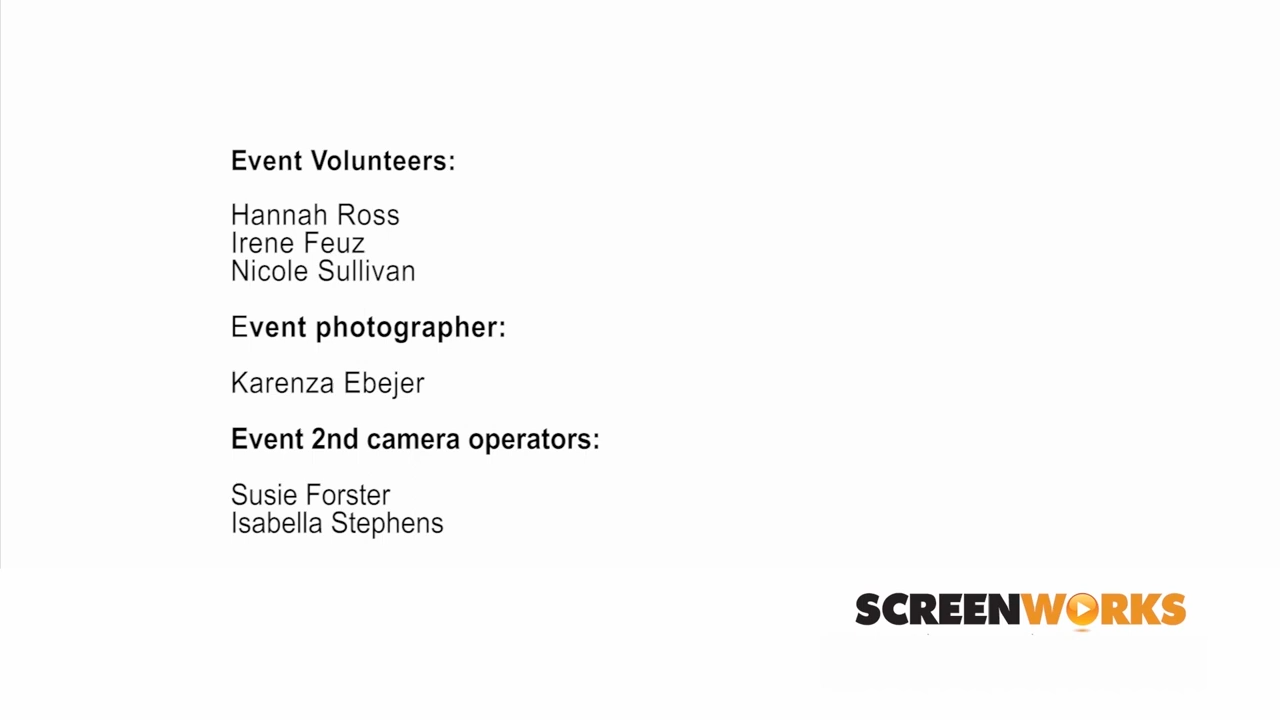 Event Volunteers:
Hannah Ross
Irene Feuz
Nicole Sullivan
Event photographer:
Karenza Ebejer
Event 2nd camera operators:
Susie Forster
Isabella Stephens
SCREENWORKS